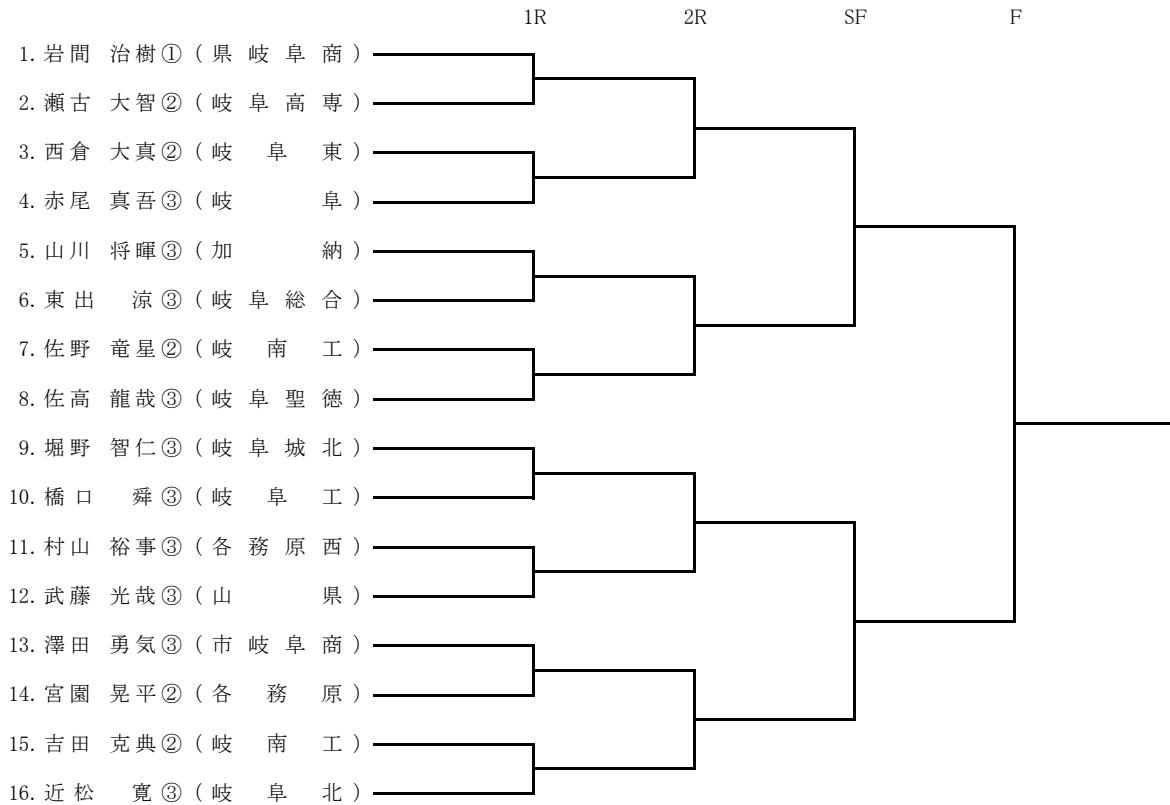 1R 2R SF F
1. 岩間 治樹① ( 県 岐 阜 商 )
2. 瀬古 大智② ( 岐 阜 高 専 )
3. 西倉 大真② ( 岐 阜 東 )
4. 赤尾 真吾③ ( 岐 阜 )
5. 山川 将暉③ ( 加 納 )
6. 東出 涼③ ( 岐 阜 総 合 )
7. 佐野 竜星② ( 岐 南 工 )
8. 佐高 龍哉③ ( 岐 阜 聖 徳 )
9. 堀野 智仁③ ( 岐 阜 城 北 )
10. 橋口 舜③ ( 岐 阜 工 )
11. 村山 裕事③ ( 各 務 原 西 )
12. 武藤 光哉③ ( 山 県 )
13. 澤田 勇気③ ( 市 岐 阜 商 )
14. 宮園 晃平② ( 各 務 原 )
15. 吉田 克典② ( 岐 南 工 )
16. 近松 寛③ ( 岐 阜 北 )